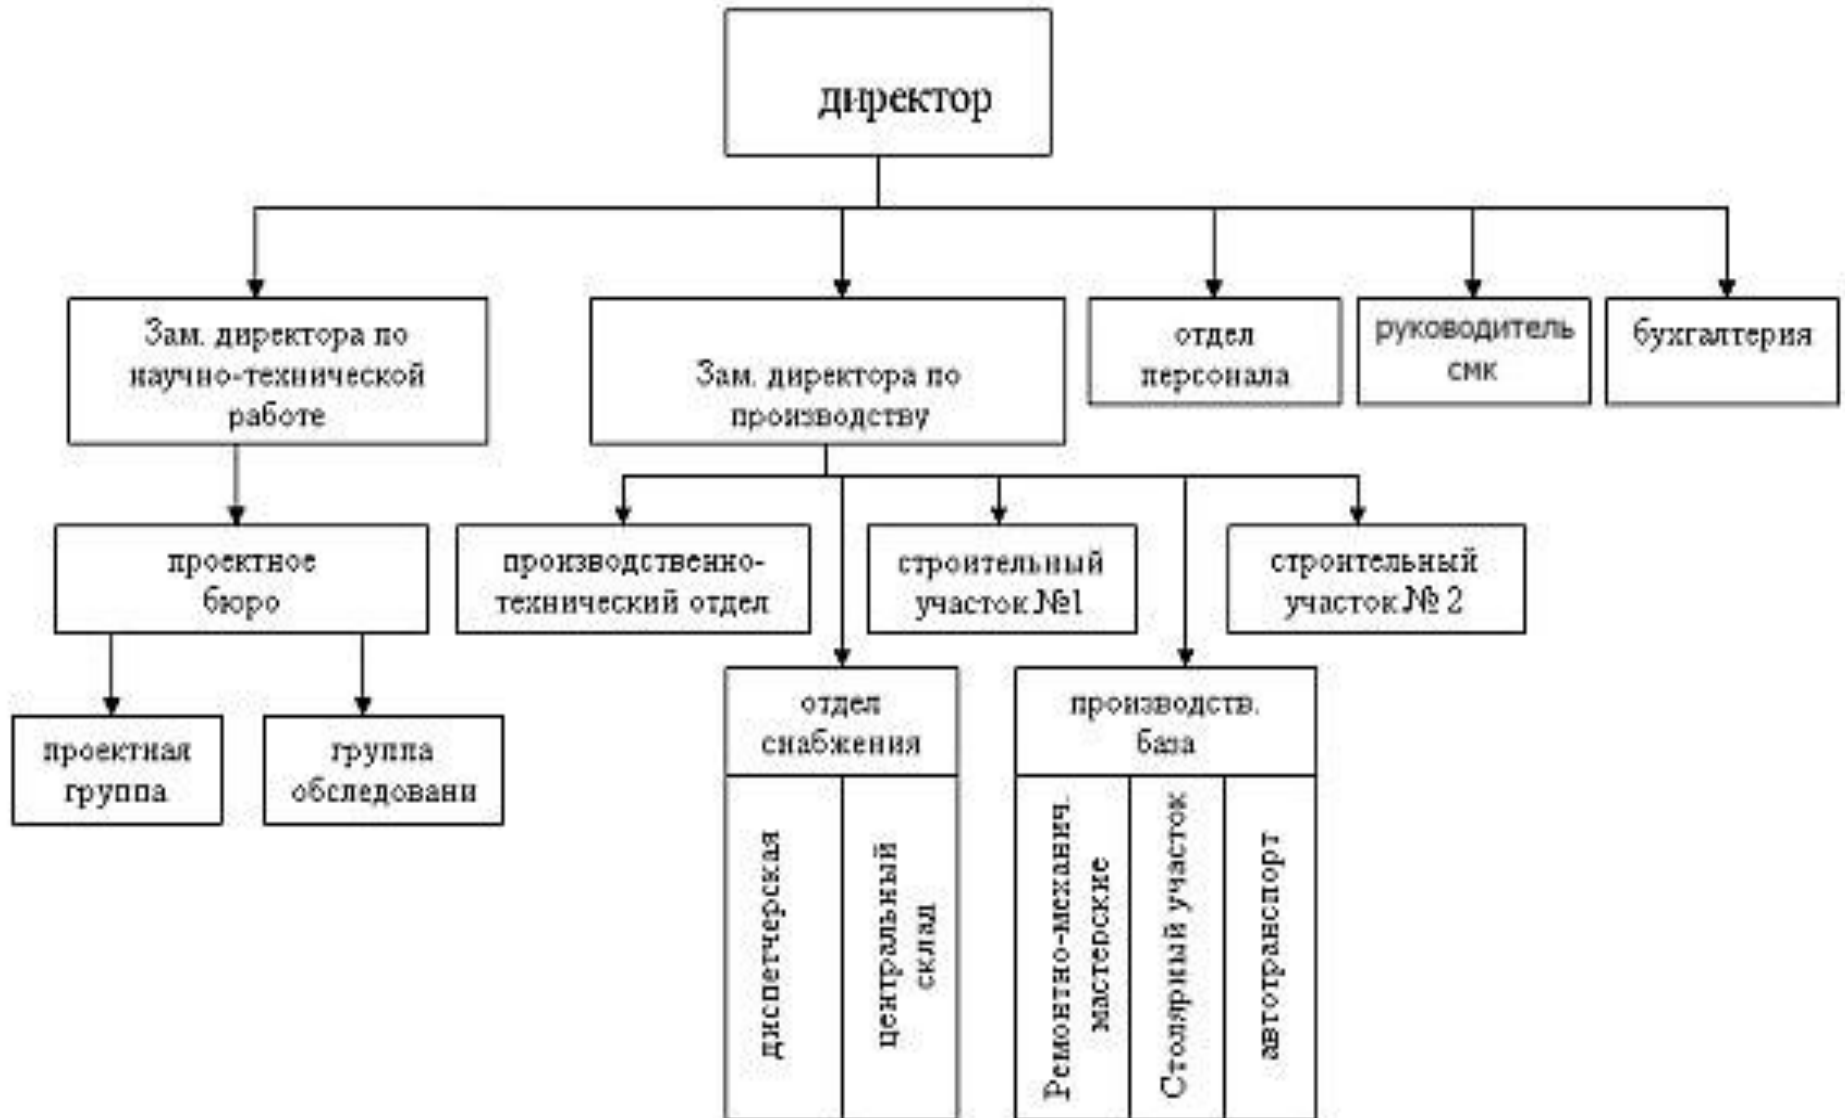 директор
Зам. директора по
научно-технической
работе
Зам. директора по
производству
отдел
персонала
руководитель
смк
бухгалтерия
проектное
бюро
производственно-
технический отдел
строительный
участок №1
строительный
участок № 2
проектная
группа
группа
обследовани
отдел
снабжения
производств.
база
диспетчерская
центральный
склад
Ремонтно-механич.
мастерские
Столярный участок
автотранспорт